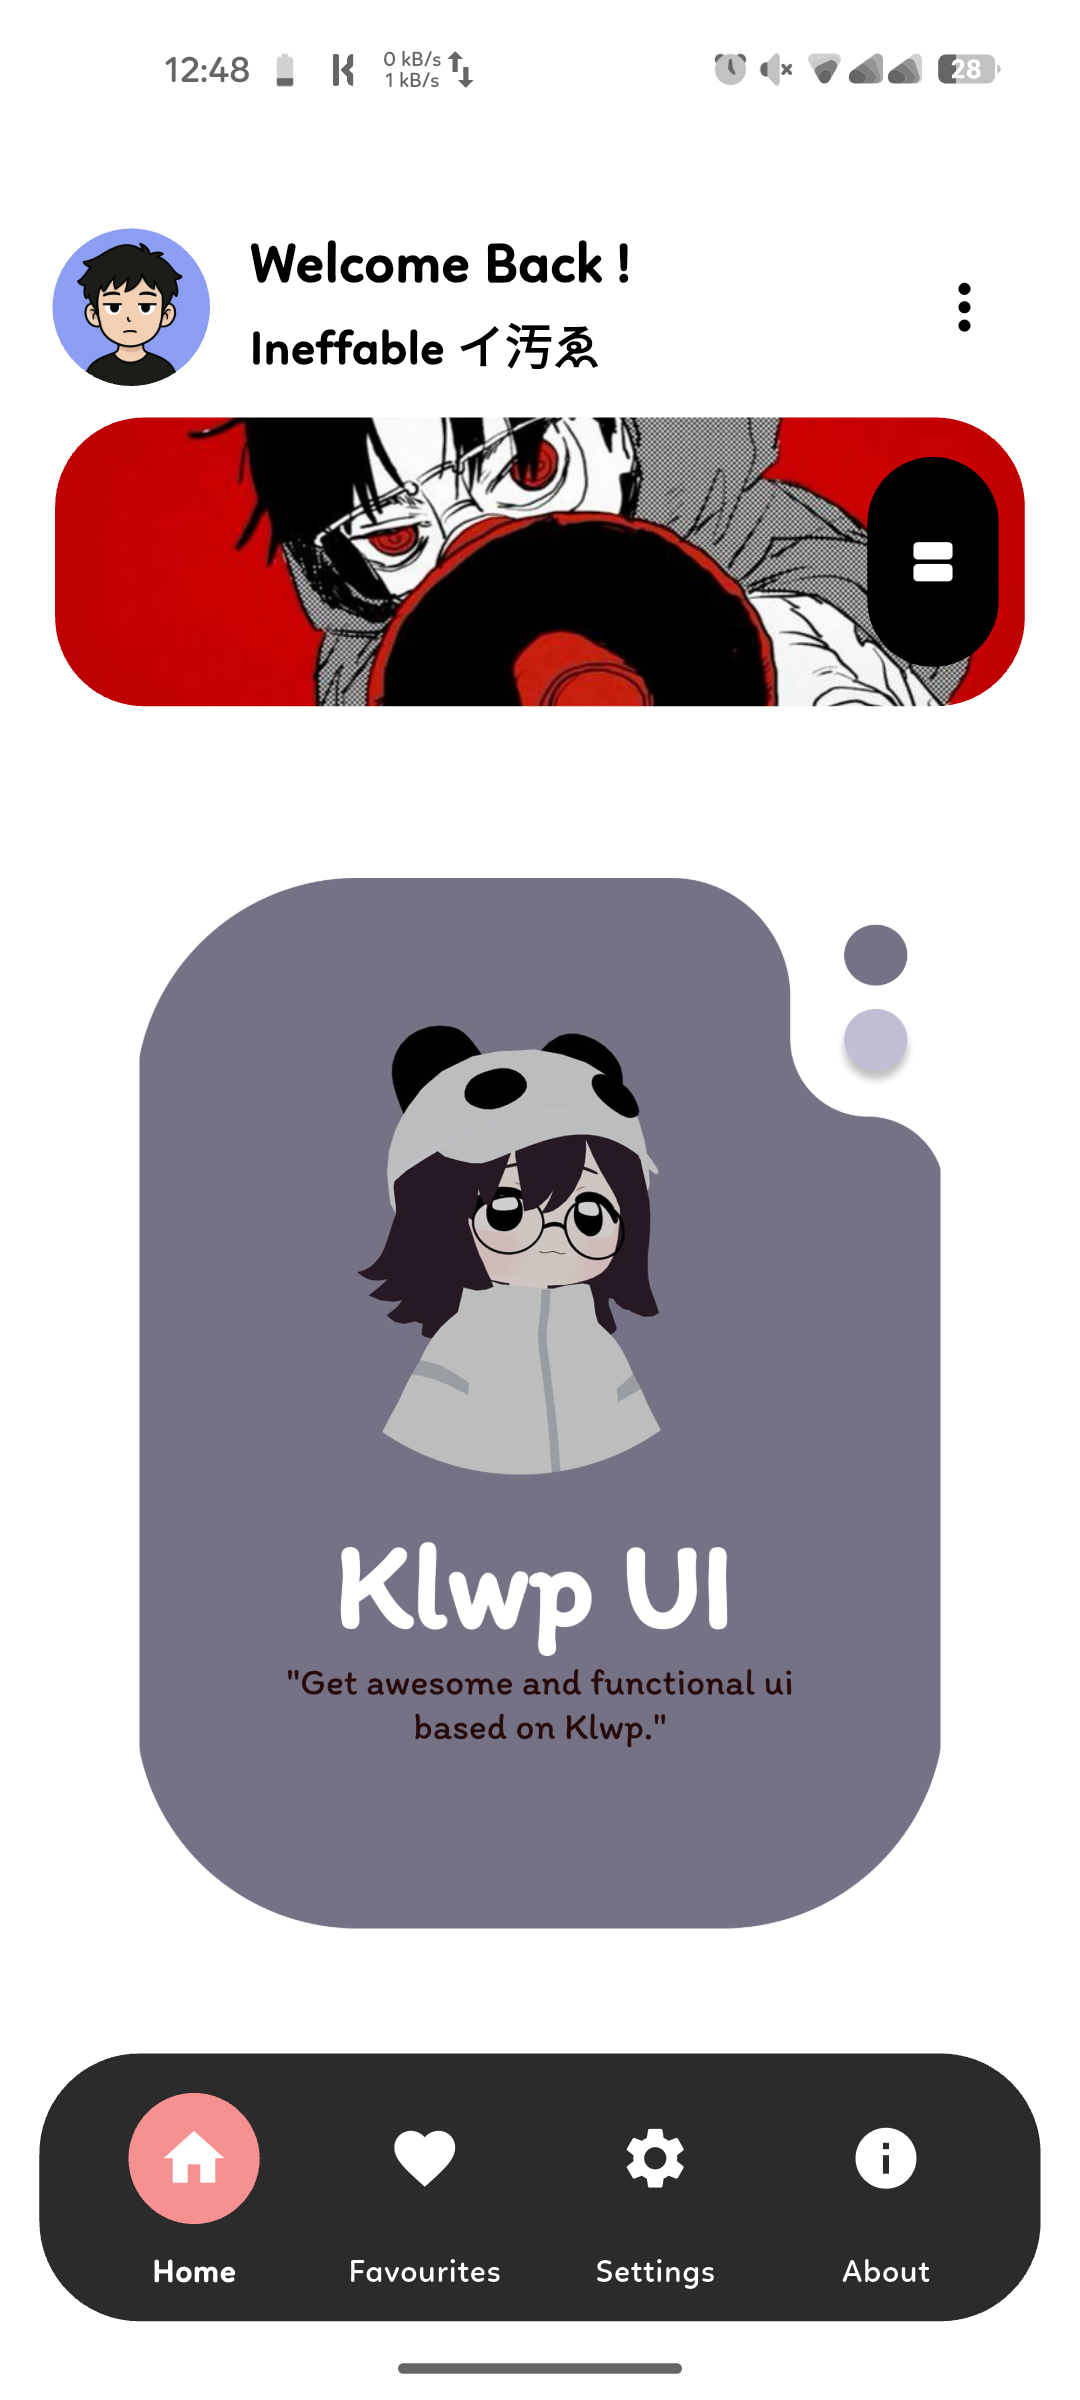 12:48
0 kB/s
1 kB/s
28
Welcome Back !
Ineffable イ汚ゑ
Klwp UI
"Get awesome and functional ui
based on Klwp."
Home Favourites Settings About